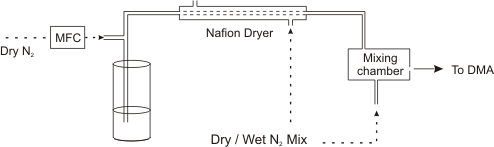 MFC
Dry N₂
Nafion Dryer
Mixing
chamber
To DMA
Dry / Wet N₂ Mix